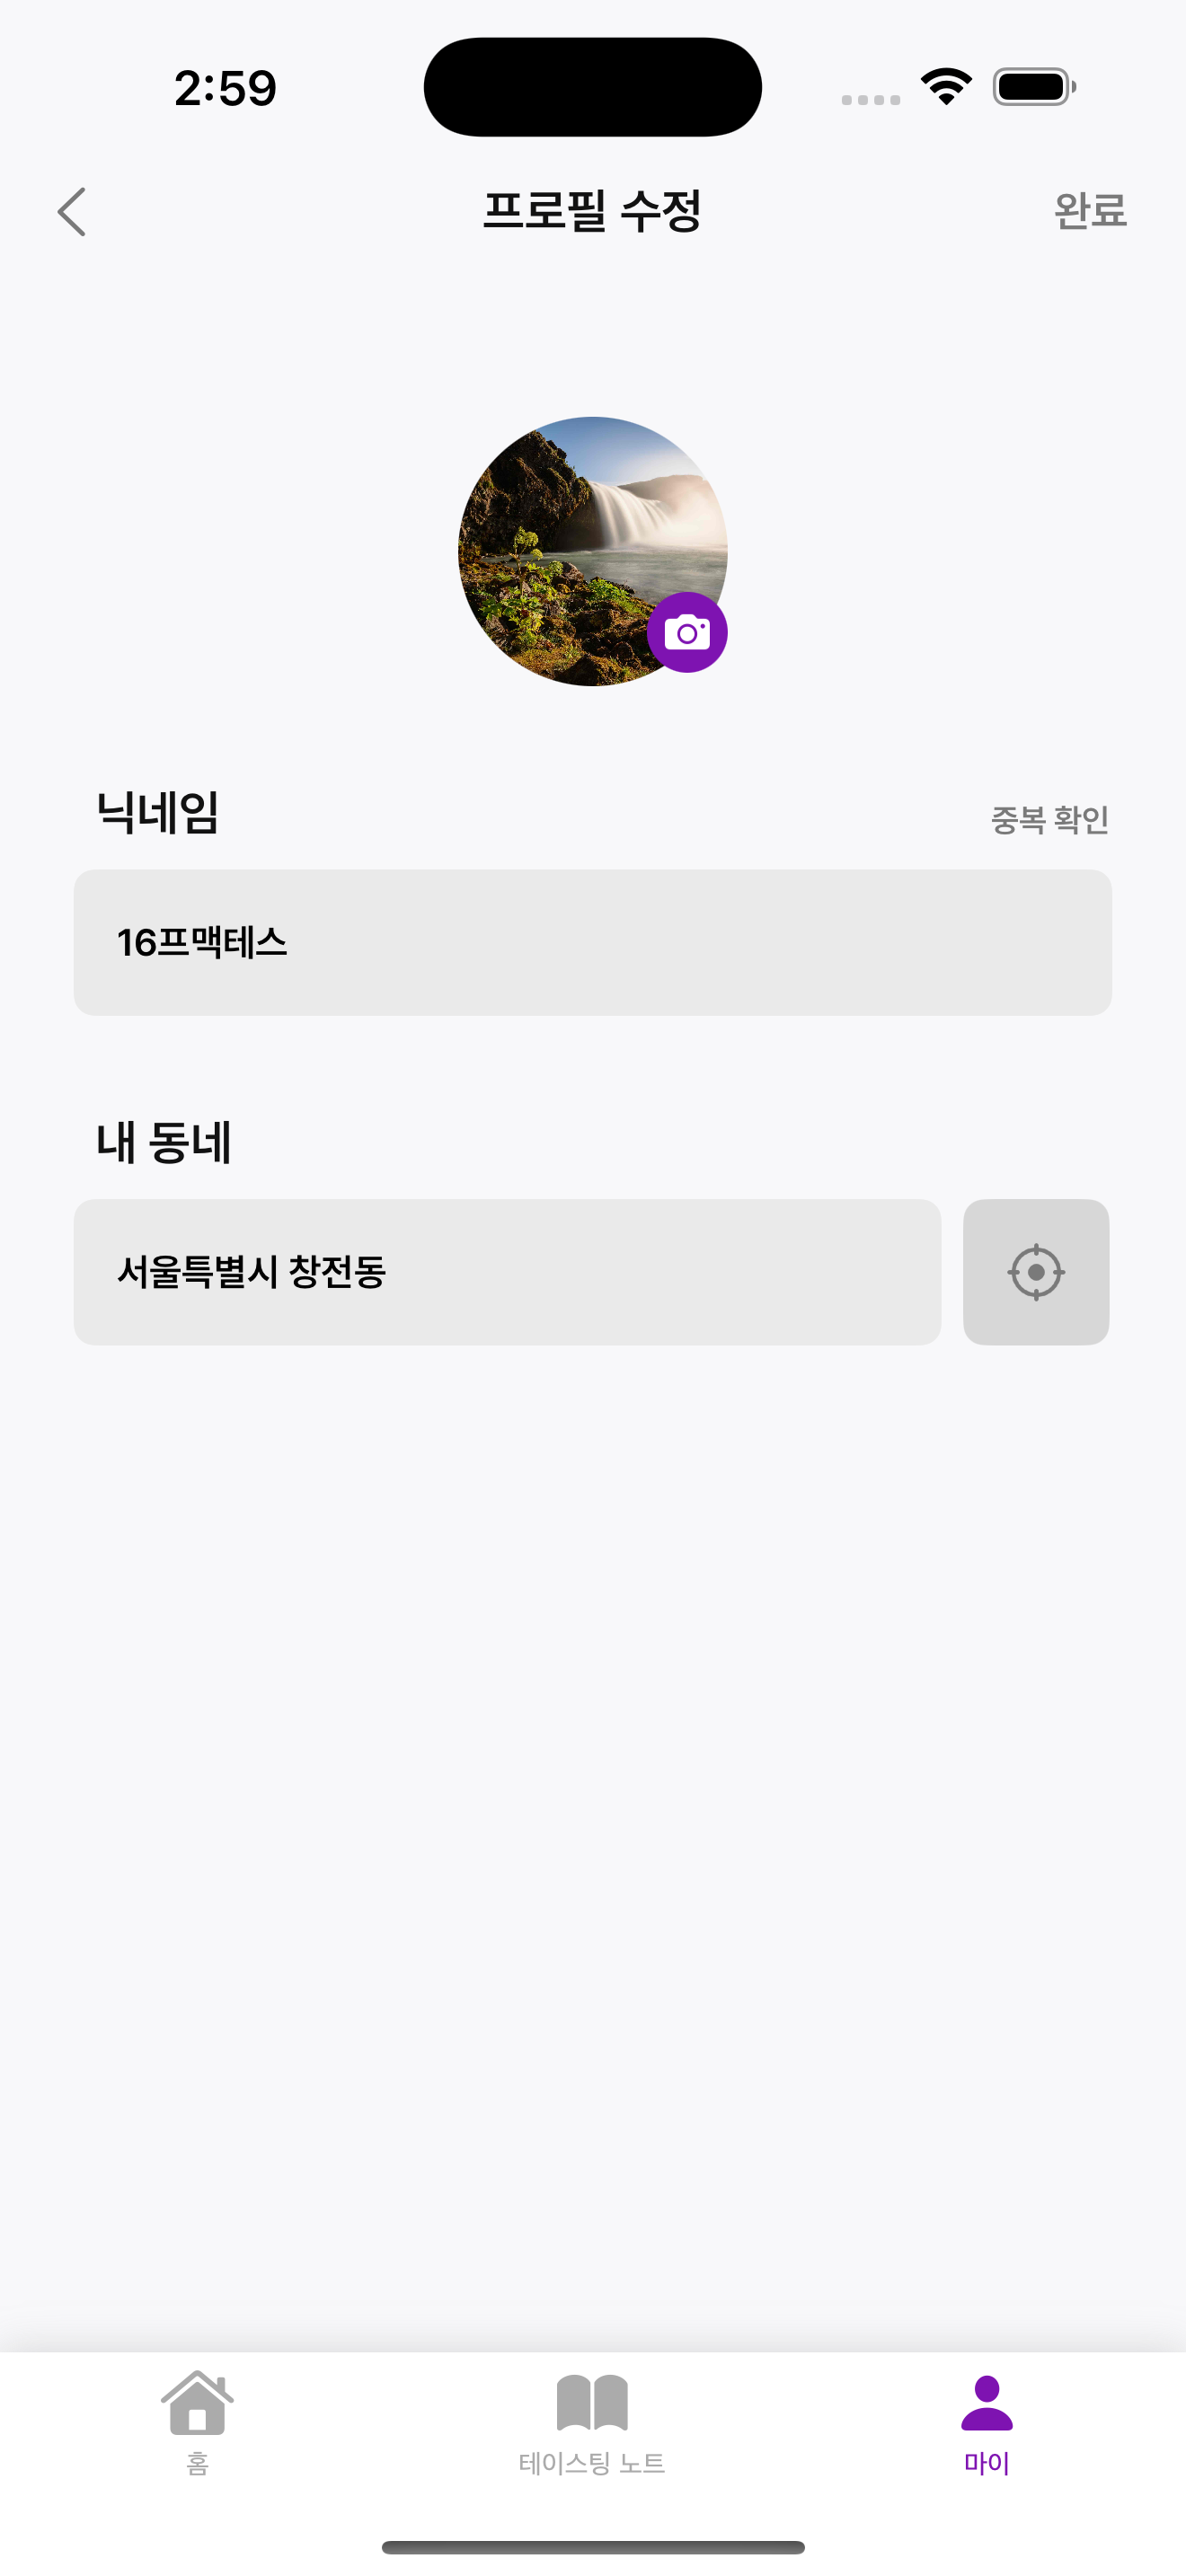 2:59
프로필 수정
완료
닉네임
중복 확인
16프맥테스
내 동네
서울특별시 창전동
홈
테이스팅 노트
마이